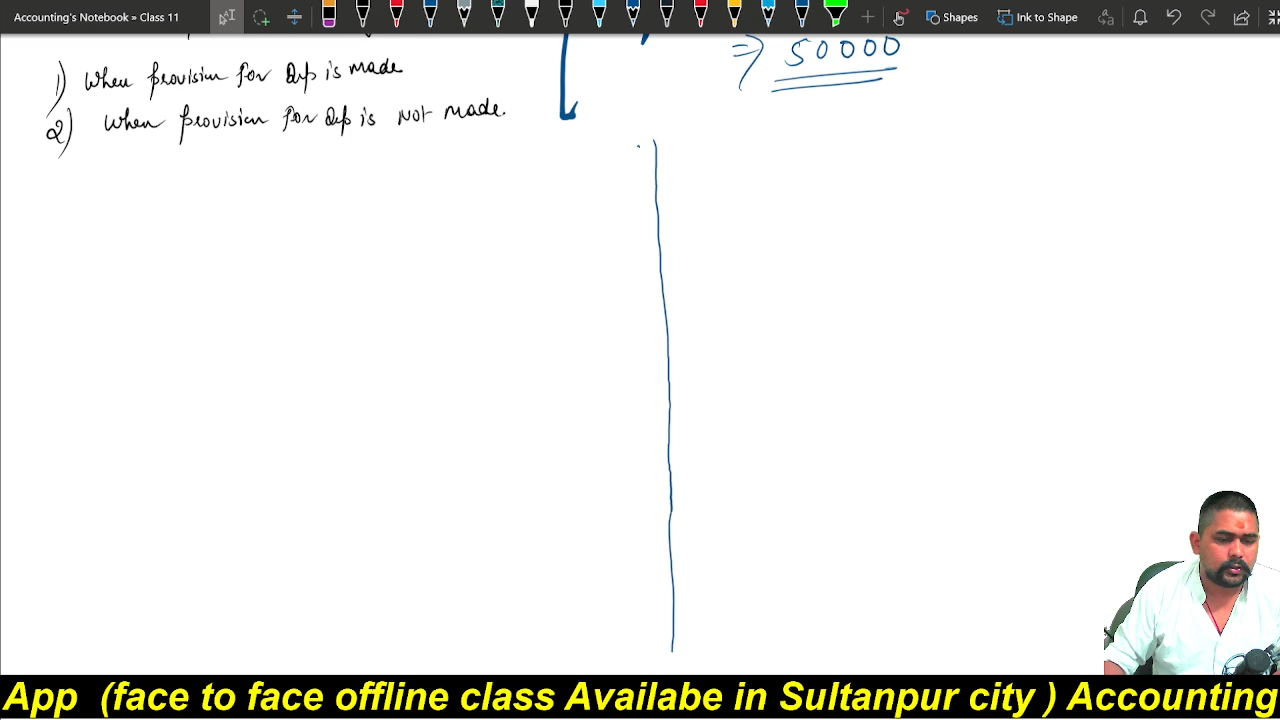 Accounting's Notebook » Class 11
Shapes
Ink to Shape
=) 50000
1) When provision for Dep is made
2) When provision for Dep is Not made.
App (face to face offline class Availabe in Sultanpur city ) Accounting